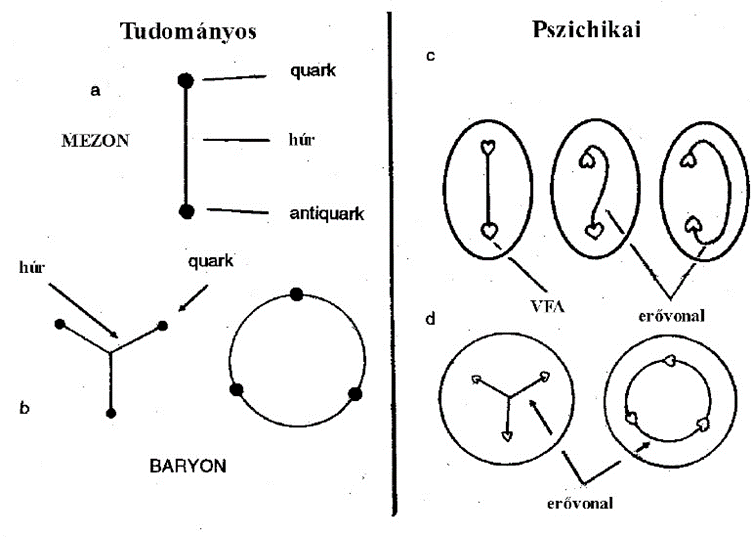 Tudományos
a
quark
MEZON
húr
antiquark
húr
quark
b
BARYON
Pszichikai
c
VFA
erővonal
d
erővonal